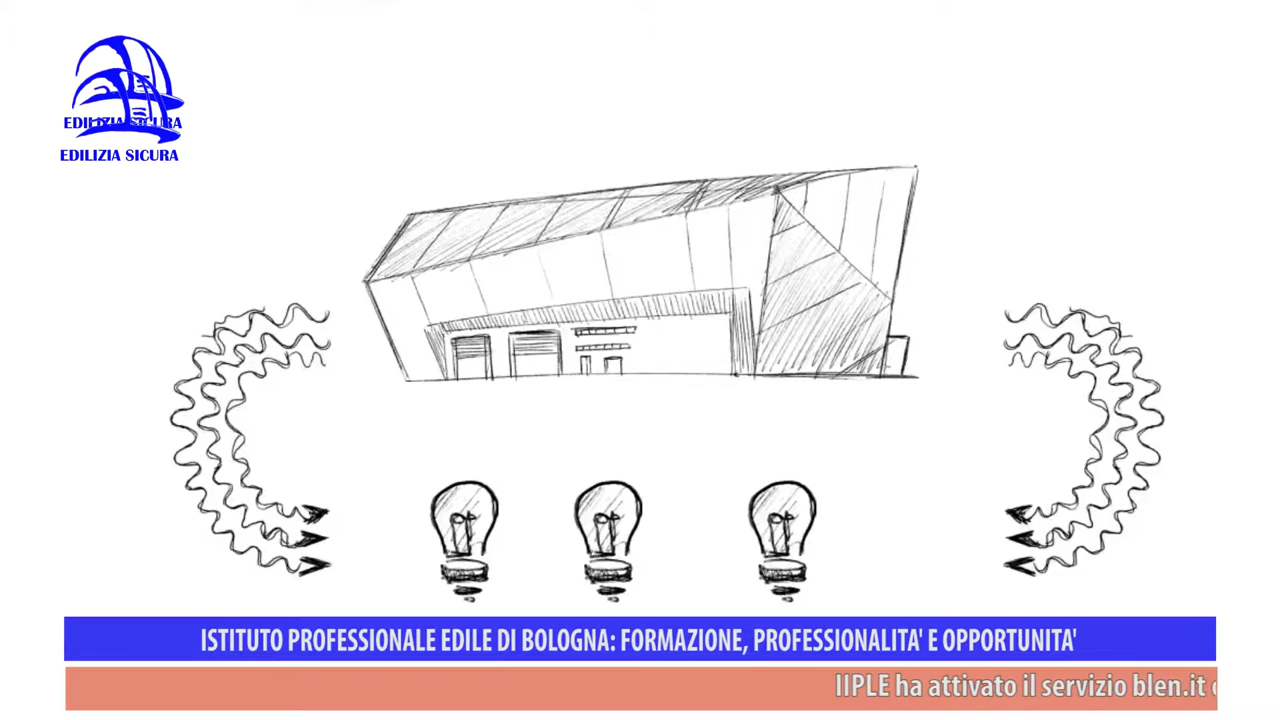 EDILIZIA SICURA
EDILIZIA SICURA
ISTITUTO PROFESSIONALE EDILE DI BOLOGNA: FORMAZIONE, PROFESSIONALITA' E OPPORTUNITA'
IIPLE ha attivato il servizio blen.it